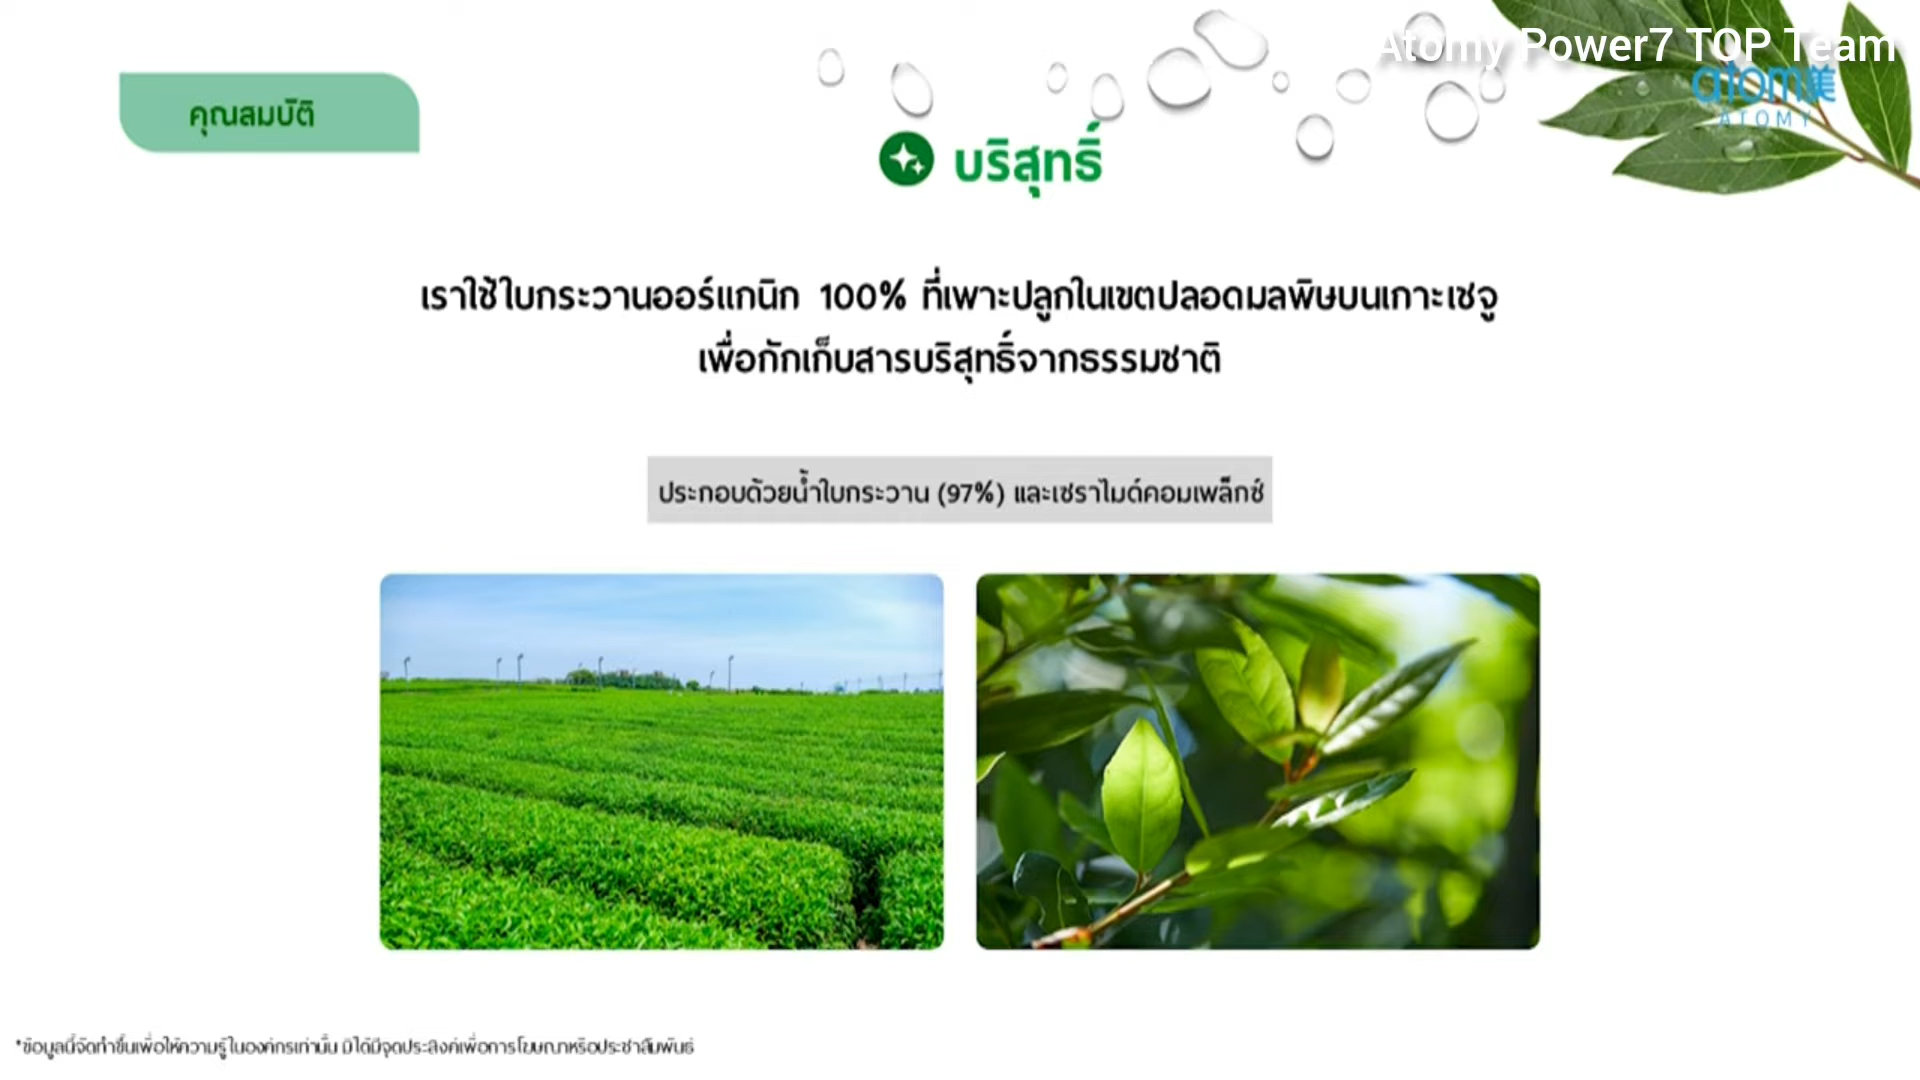 Atomy Power7 TOP Team
atom美
ATOMY
คุณสมบัติ
บริสุทธิ์
เราใช้ใบกระวานออร์แกนิก 100% ที่เพาะปลูกในเขตปลอดมลพิษบนเกาะเชจู
เพื่อกักเก็บสารบริสุทธิ์จากธรรมชาติ
ประกอบด้วยน้ำใบกระวาน (97%) และเซราไมด์คอมเพล็กซ์
*ข้อมูลนี้จัดทำขึ้นเพื่อให้ความรู้ในองค์กรเท่านั้น มิได้มีจุดประสงค์เพื่อการโฆษณาหรือประชาสัมพันธ์